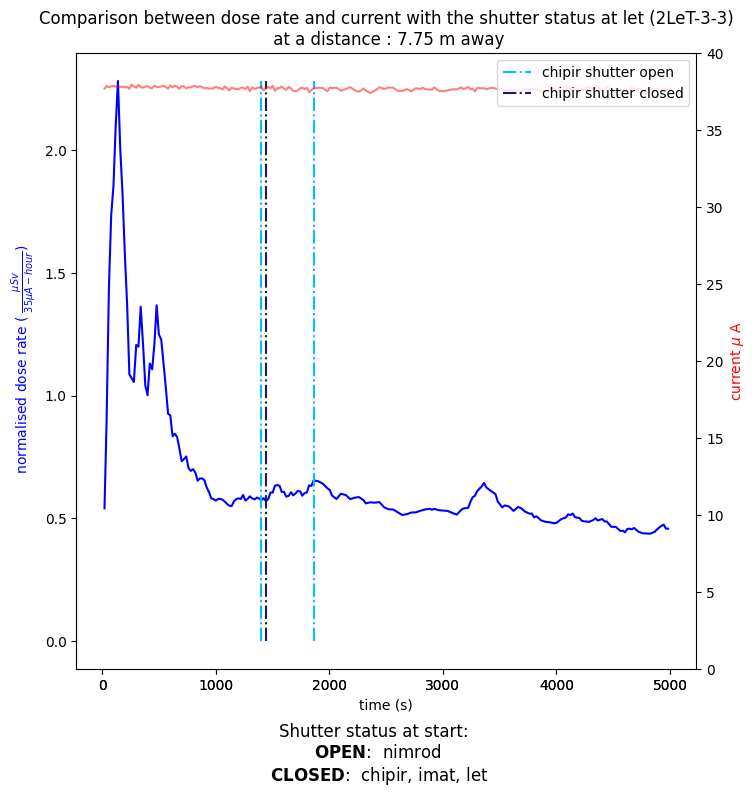 Comparison between dose rate and current with the shutter status at let (2LeT-3-3)
at a distance : 7.75 m away
chipir shutter open
chipir shutter closed
normalised dose rate ( μSv / 35μA − hour )
2.0
1.5
1.0
0.5
0.0
40
35
30
25
20
15
10
5
0
current μ A
0 1000 2000 3000 4000 5000
time (s)
Shutter status at start:
OPEN: nimrod
CLOSED: chipir, imat, let